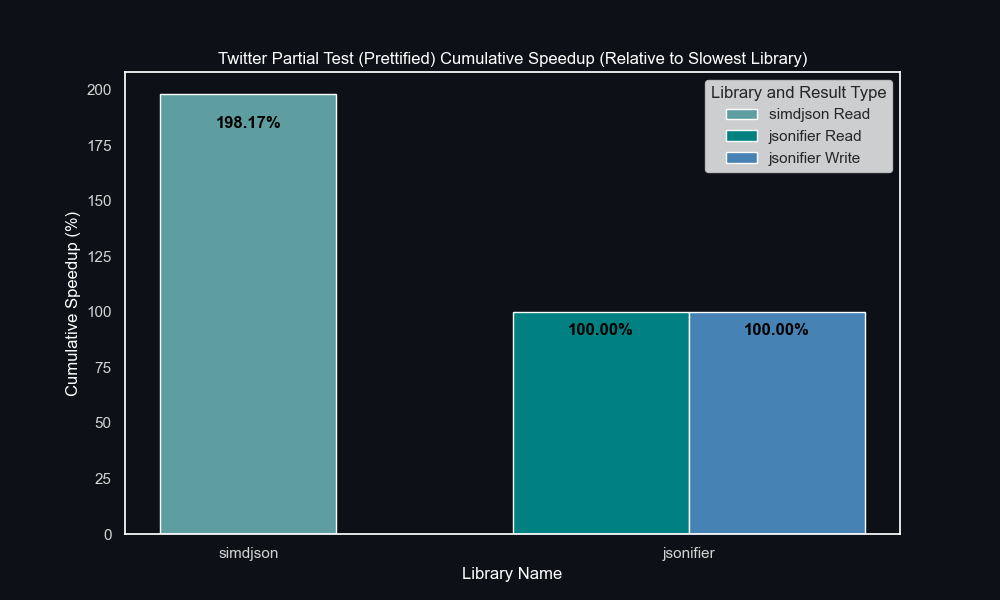 Twitter Partial Test (Prettified) Cumulative Speedup (Relative to Slowest Library)
Library and Result Type
simdjson Read
jsonifier Read
jsonifier Write
Cumulative Speedup (%)
200
175
150
125
100
75
50
25
0
198.17%
100.00%
100.00%
simdjson
jsonifier
Library Name